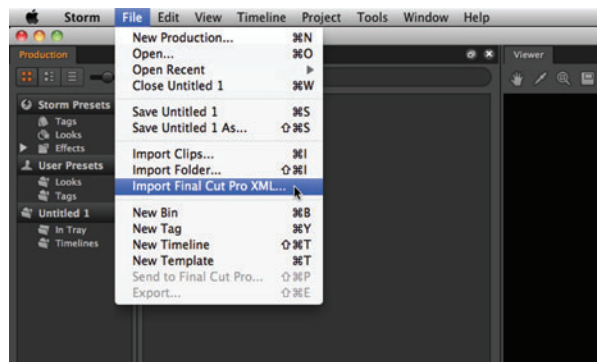 Storm File Edit View Timeline Project Tools Window Help
Production
Viewer
New Production... ⌘N
Open... ⌘O
Open Recent ▶
Close Untitled 1 ⌘W
Save Untitled 1 ⌘S
Save Untitled 1 As... ⇧⌘S
Import Clips... ⌘I
Import Folder... ⇧⌘I
Import Final Cut Pro XML...
New Bin ⌘B
New Tag ⌘Y
New Timeline ⇧⌘T
New Template ⌘T
Send to Final Cut Pro... ⇧⌘P
Export... ⇧⌘E
Storm Presets
Tags
Looks
Effects
User Presets
Looks
Tags
Untitled 1
In Tray
Timelines